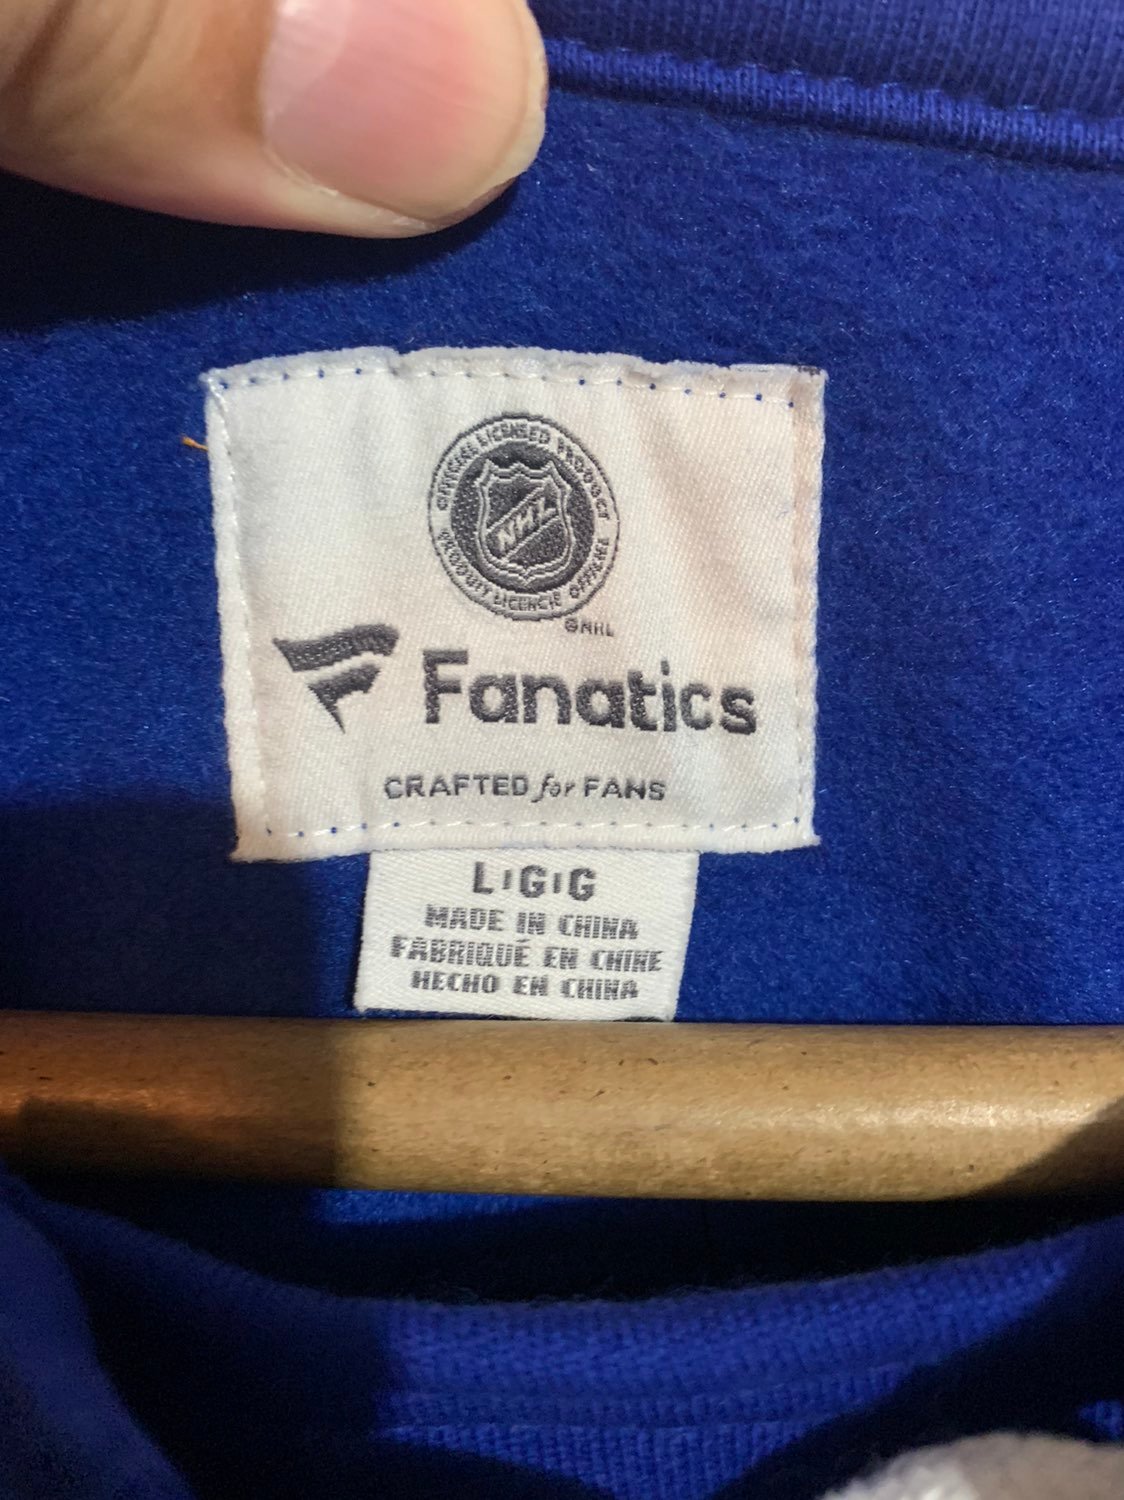 OFFICIAL LICENSED PRODUCT
NHL
PRODUIT LICENCIÉ OFFICIEL
©NHL
Fanatics
CRAFTED for FANS
L I G I G
MADE IN CHINA
FABRIQUÉ EN CHINE
HECHO EN CHINA